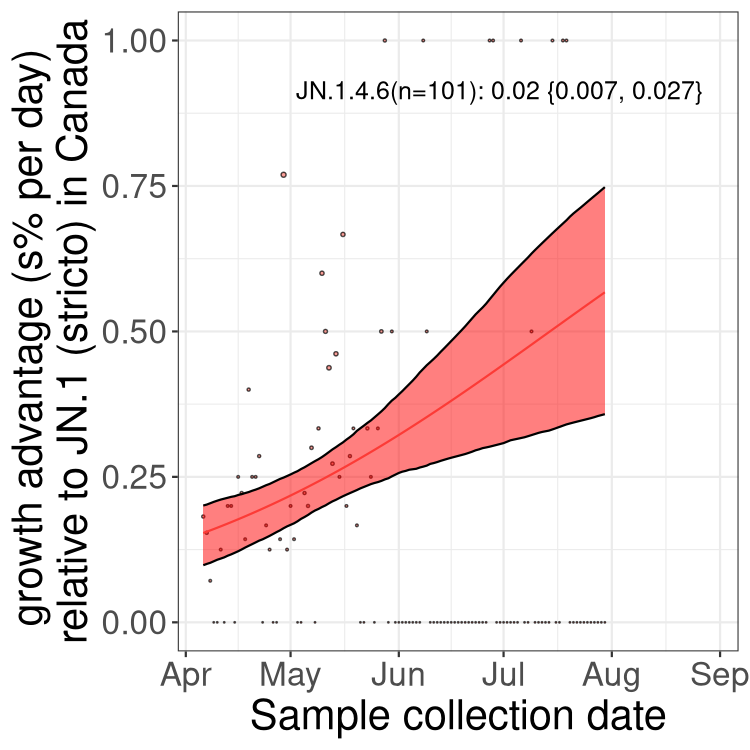 growth advantage (s% per day)
relative to JN.1 (stricto) in Canada
1.00
0.75
0.50
0.25
0.00
JN.1.4.6(n=101): 0.02 {0.007, 0.027}
Apr May Jun Jul Aug Sep
Sample collection date